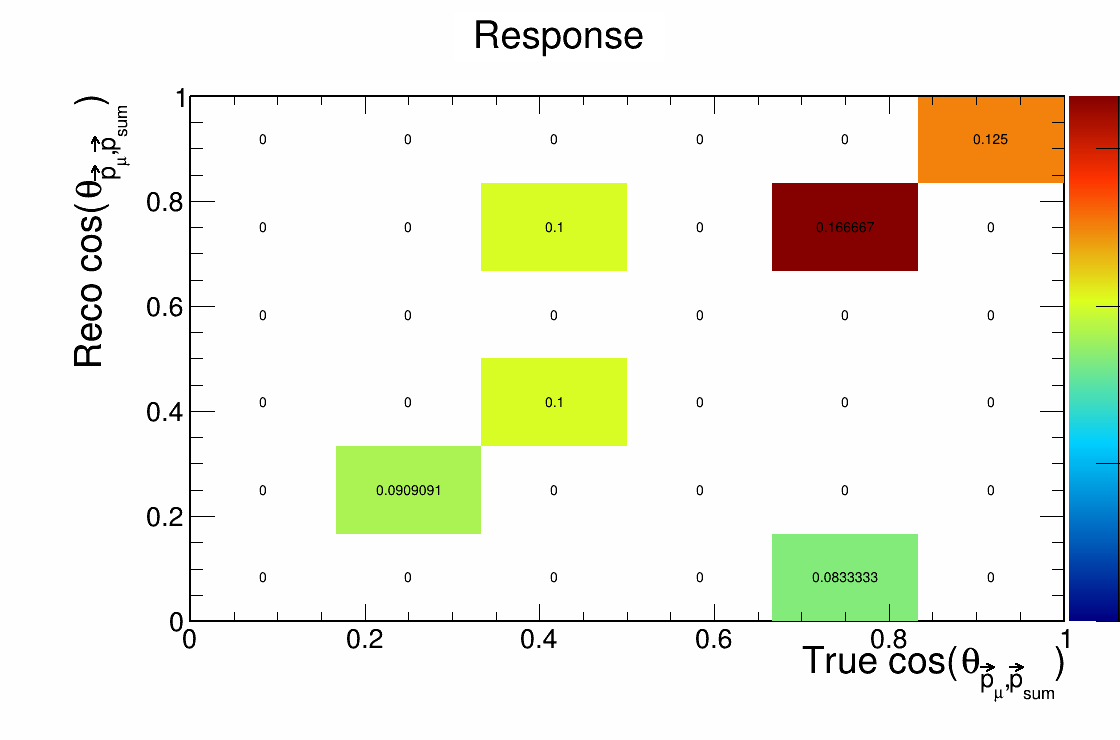 Response
Reco cos(θ p⃗μ,p⃗sum)
1
0 0 0 0 0 0.125
0.8
0 0 0.1 0 0.166667 0
0.6
0 0 0 0 0 0
0.4
0 0 0.1 0 0 0
0 0.0909091 0 0 0 0
0.2
0 0 0 0 0.0833333 0
0
0 0.2 0.4 0.6 0.8 1
True cos(θ p⃗μ,p⃗sum)